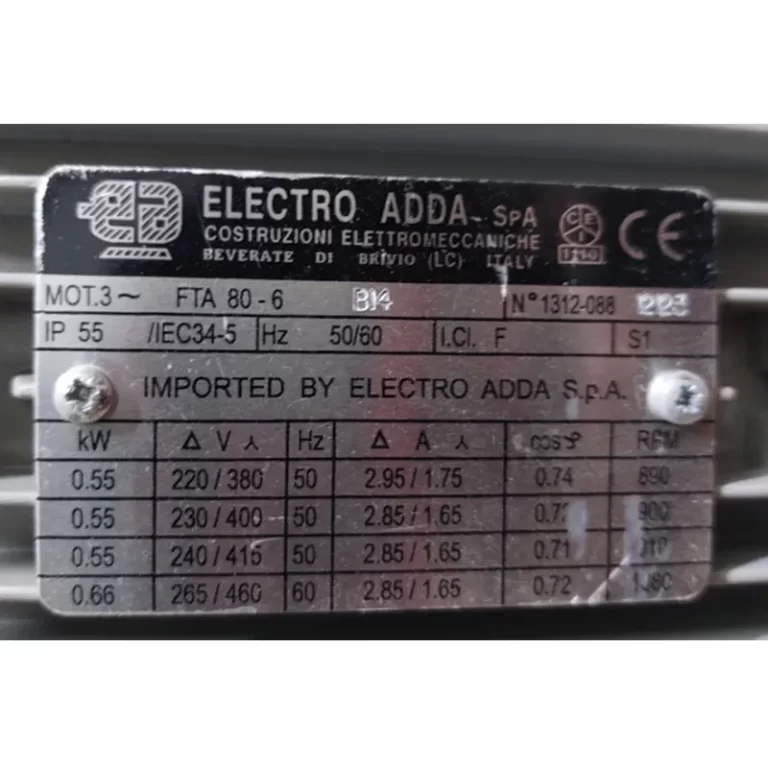 ELECTRO ADDA - SPA
COSTRUZIONI ELETTROMECCANICHE
BEVERATE DI BRIVIO (LC) ITALY
CEI
CE
MOT.3~ FTA 80-6 B14 N° 1312-088
IP 55 /IEC34-5 Hz 50/60 I.Cl. F S1
IMPORTED BY ELECTRO ADDA S.p.A.
kW Δ V ⅄ Hz Δ A ⅄ cosφ RPM
0.55 220 / 380 50 2.95 / 1.75 0.74 890
0.55 230 / 400 50 2.85 / 1.65 0.72 900
0.55 240 / 415 50 2.85 / 1.65 0.71
0.66 265 / 460 60 2.85 / 1.65 0.72 1080